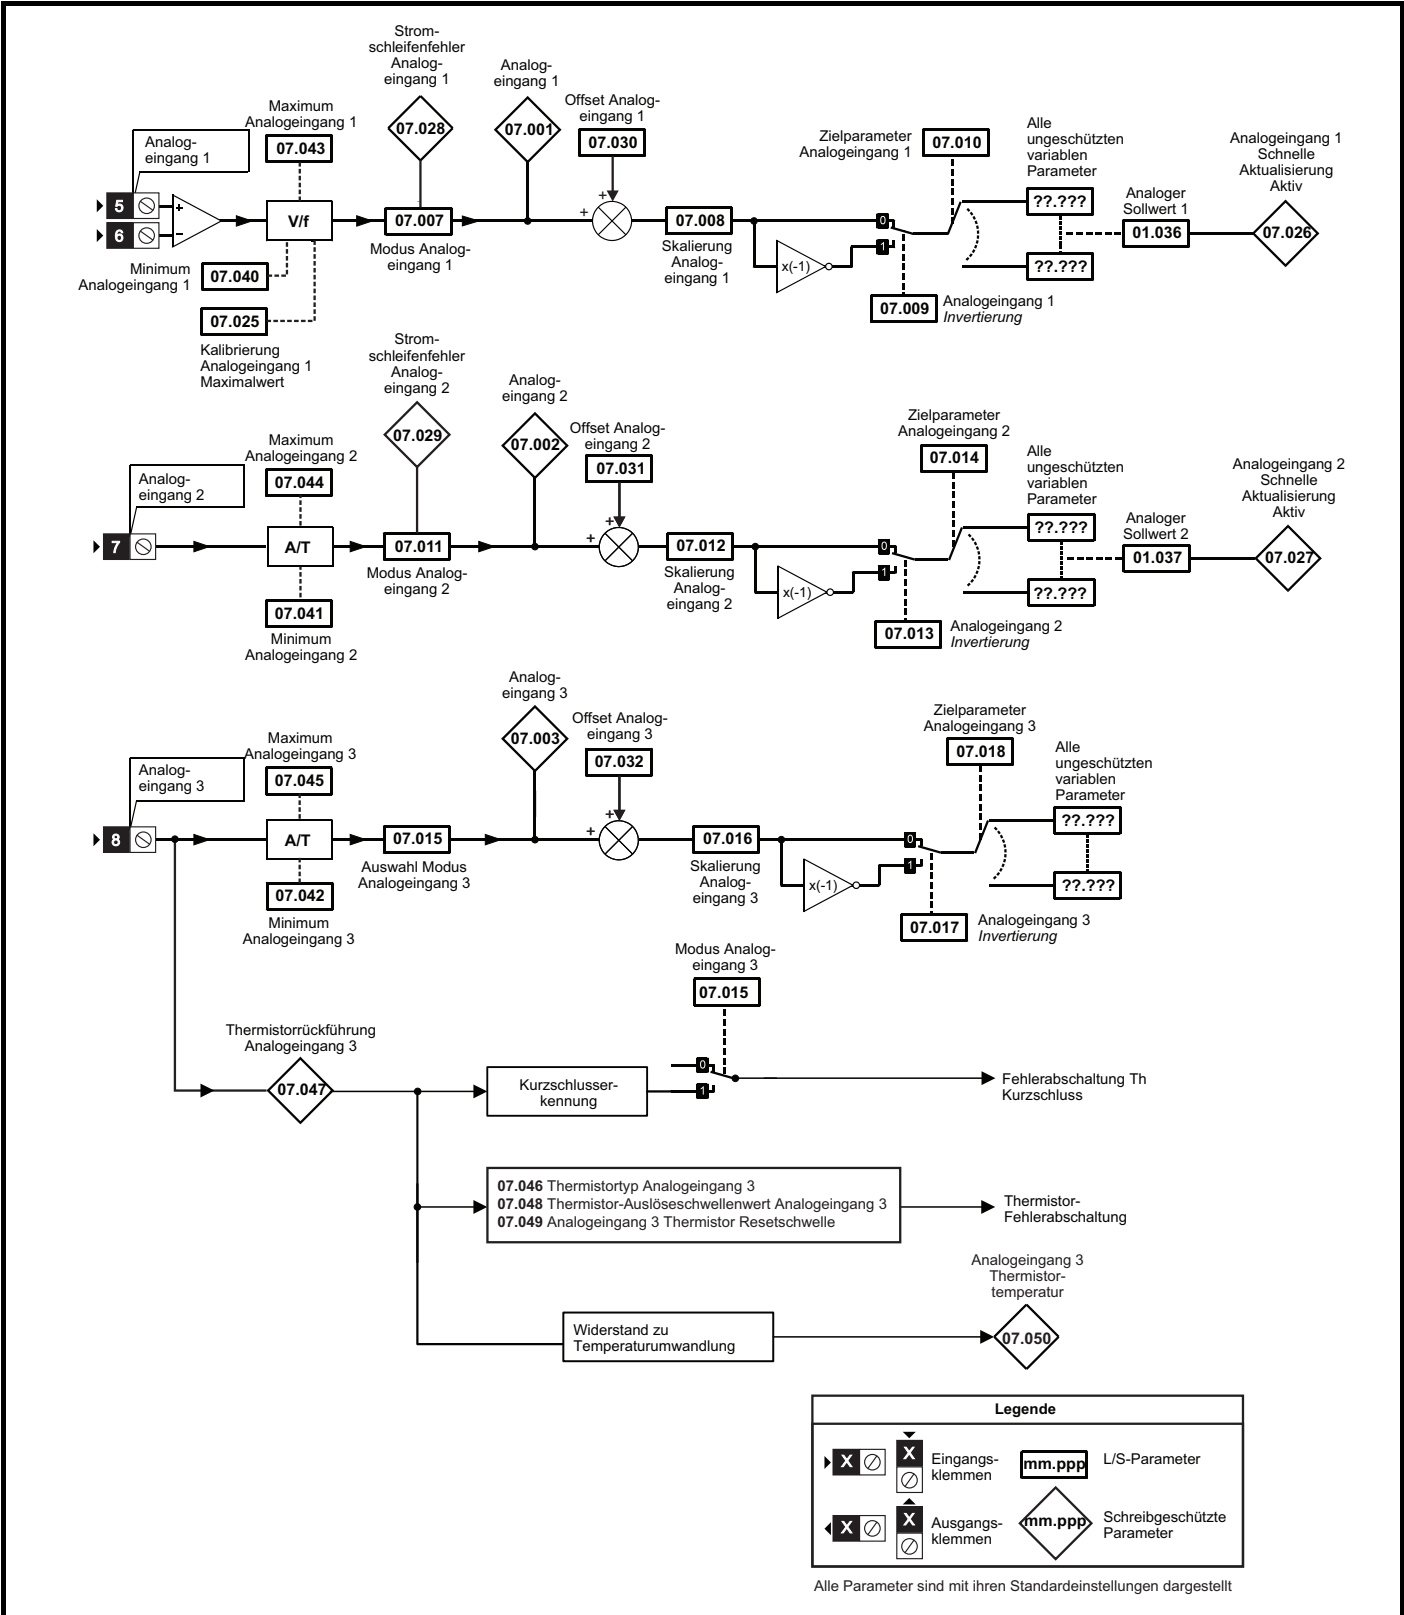 Strom-
schleifenfehler
Analog-
eingang 1
Analog-
eingang 1
Maximum
Analogeingang 1
Offset Analog-
eingang 1
Analog-
eingang 1
07.043
07.028
07.001
07.030
Zielparameter
Analogeingang 1
07.010
Alle
ungeschützten
variablen
Parameter
Analogeingang 1
Schnelle
Aktualisierung
Aktiv
5
6
+
−
V/f
07.007
Modus Analog-
eingang 1
+
+
07.008
Skalierung
Analog-
eingang 1
x(-1)
0
1
??.???
??.???
Analoger
Sollwert 1
01.036
07.026
Minimum
Analogeingang 1
07.040
07.025
Kalibrierung
Analogeingang 1
Maximalwert
07.009
Analogeingang 1
Invertierung
Strom-
schleifenfehler
Analog-
eingang 2
Analog-
eingang 2
Maximum
Analogeingang 2
Offset Analog-
eingang 2
Analog-
eingang 2
07.044
07.029
07.002
07.031
Zielparameter
Analogeingang 2
07.014
Alle
ungeschützten
variablen
Parameter
Analogeingang 2
Schnelle
Aktualisierung
Aktiv
7
A/T
07.011
Modus Analog-
eingang 2
+
+
07.012
Skalierung
Analog-
eingang 2
x(-1)
0
1
??.???
??.???
Analoger
Sollwert 2
01.037
07.027
07.041
Minimum
Analogeingang 2
07.013
Analogeingang 2
Invertierung
Analog-
eingang 3
Maximum
Analogeingang 3
Offset Analog-
eingang 3
Analog-
eingang 3
07.045
07.003
07.032
Zielparameter
Analogeingang 3
07.018
Alle
ungeschützten
variablen
Parameter
8
A/T
07.015
Auswahl Modus
Analogeingang 3
+
+
07.016
Skalierung
Analog-
eingang 3
x(-1)
0
1
??.???
??.???
07.042
Minimum
Analogeingang 3
07.017
Analogeingang 3
Invertierung
Modus Analog-
eingang 3
07.015
Thermistorrückführung
Analogeingang 3
07.047
Kurzschlusser-
kennung
0
1
Fehlerabschaltung Th
Kurzschluss
07.046 Thermistortyp Analogeingang 3
07.048 Thermistor-Auslöseschwellenwert Analogeingang 3
07.049 Analogeingang 3 Thermistor Resetschwelle
Thermistor-
Fehlerabschaltung
Analogeingang 3
Thermistor-
temperatur
Widerstand zu
Temperaturumwandlung
07.050
Legende
X
X
Eingangs-
klemmen
mm.ppp
L/S-Parameter
X
X
Ausgangs-
klemmen
mm.ppp
Schreibgeschützte
Parameter
Alle Parameter sind mit ihren Standardeinstellungen dargestellt